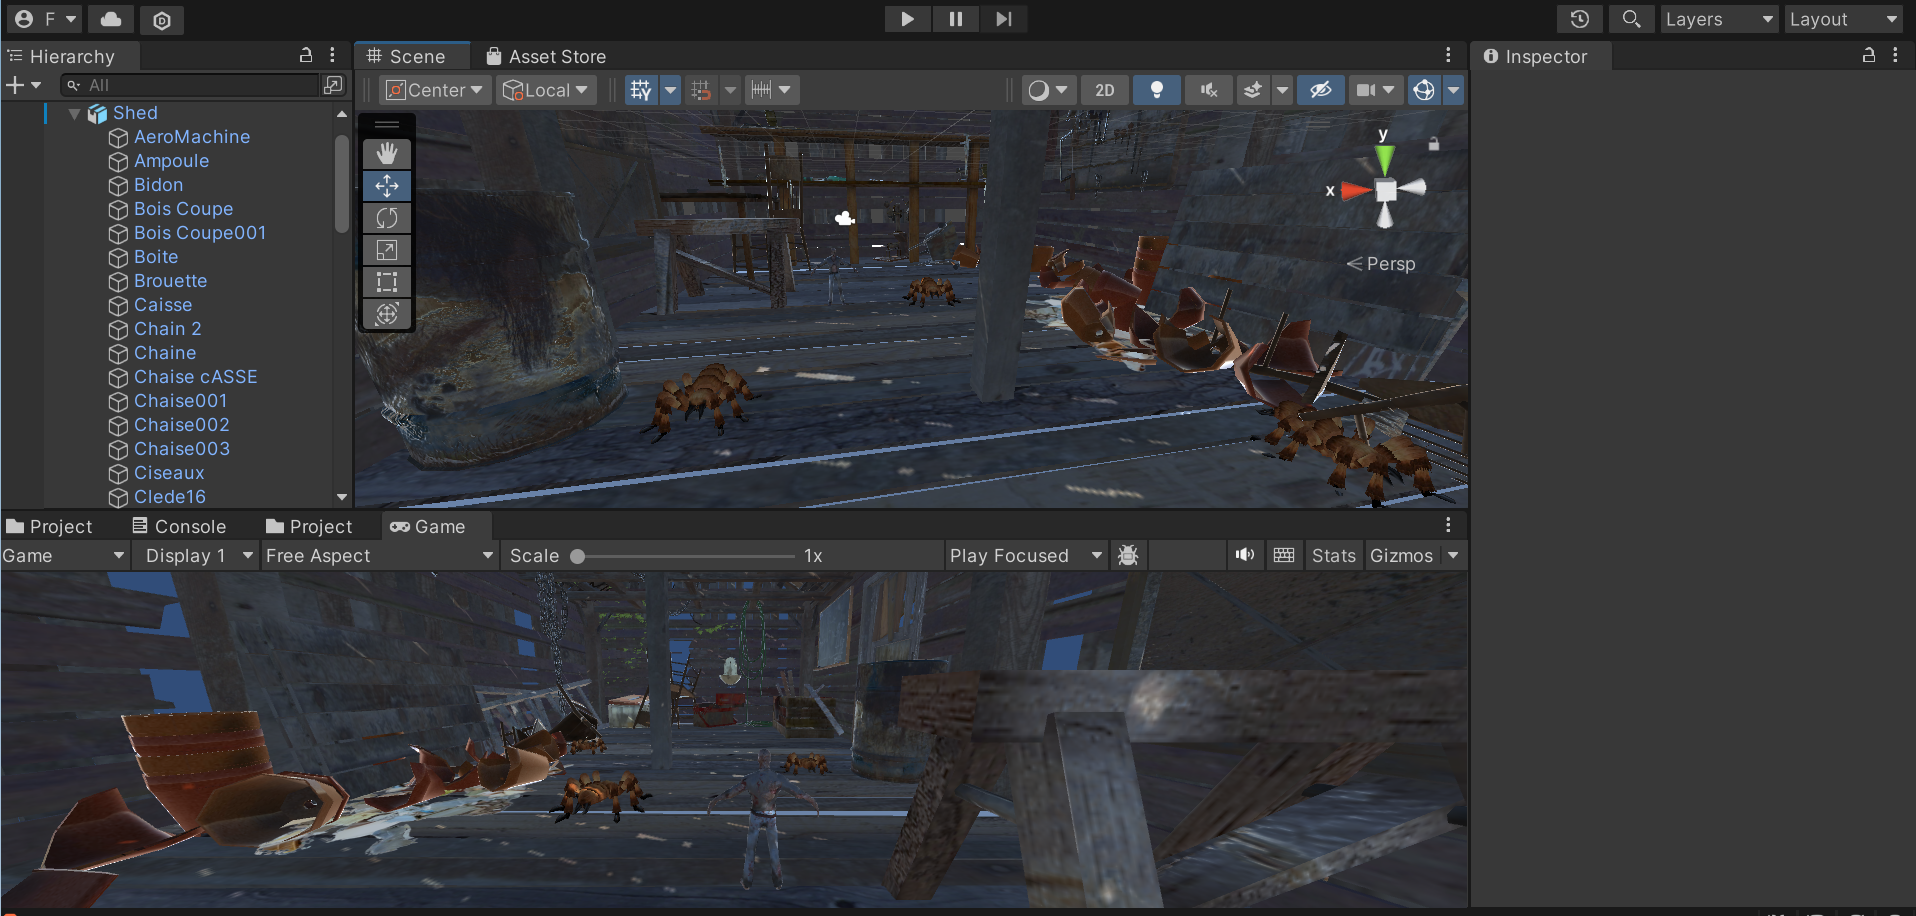 F Layers Layout
Hierarchy Scene Asset Store Inspector
All Center Local 2D
Shed
AeroMachine
Ampoule
Bidon
Bois Coupe
Bois Coupe001
Boite
Brouette
Caisse
Chain 2
Chaine
Chaise cASSE
Chaise001
Chaise002
Chaise003
Ciseaux
Clede16
y
x
Persp
Project Console Project Game
Game Display 1 Free Aspect Scale 1x Play Focused Stats Gizmos